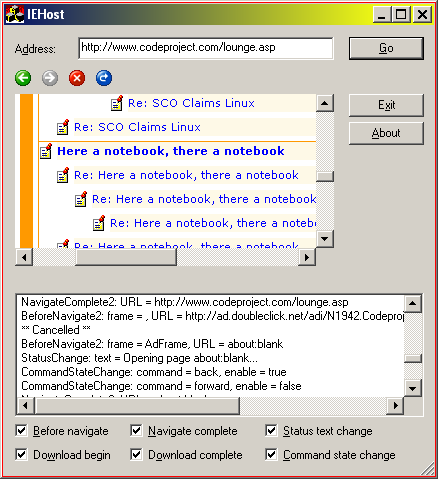 IEHost
Address: http://www.codeproject.com/lounge.asp Go
Re: SCO Claims Linux Exit
Re: SCO Claims Linux About
Here a notebook, there a notebook
Re: Here a notebook, there a notebook
Re: Here a notebook, there a notebook
Re: Here a notebook, there a noteb
Re: Here a notebook, there a notebook
NavigateComplete2: URL = http://www.codeproject.com/lounge.asp
BeforeNavigate2: frame = , URL = http://ad.doubleclick.net/adi/N1942.Codeproj
** Cancelled **
BeforeNavigate2: frame = AdFrame, URL = about:blank
StatusChange: text = Opening page about:blank...
CommandStateChange: command = back, enable = true
CommandStateChange: command = forward, enable = false
Before navigate Navigate complete Status text change
Download begin Download complete Command state change